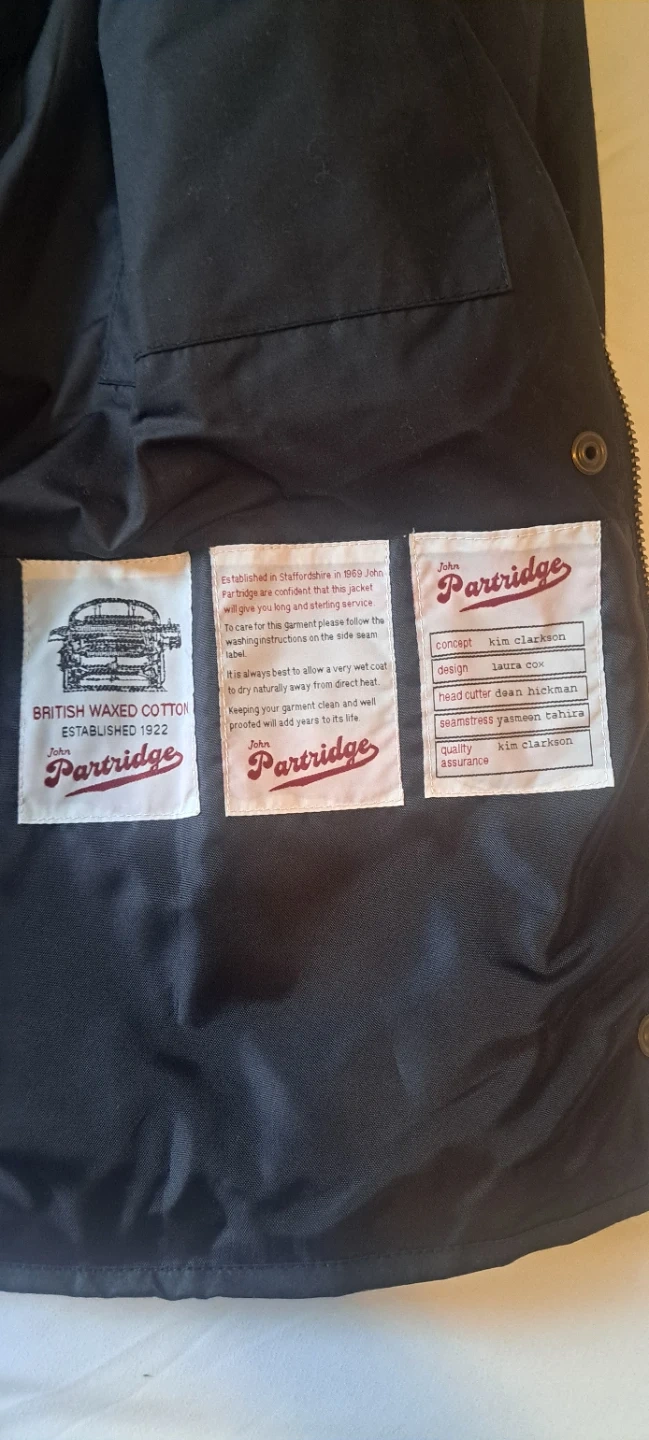 BRITISH WAXED COTTON
ESTABLISHED 1922
John
Partridge
Established in Staffordshire in 1969 John
Partridge are confident that this jacket
will give you long and sterling service.
To care for this garment please follow the
washing instructions on the side seam
label.
It is always best to allow a very wet coat
to dry naturally away from direct heat.
Keeping your garment clean and well
proofed will add years to its life.
John
Partridge
John
Partridge
concept kim clarkson
design laura cox
head cutter dean hickman
seamstress yasmeen tahira
quality kim clarkson
assurance